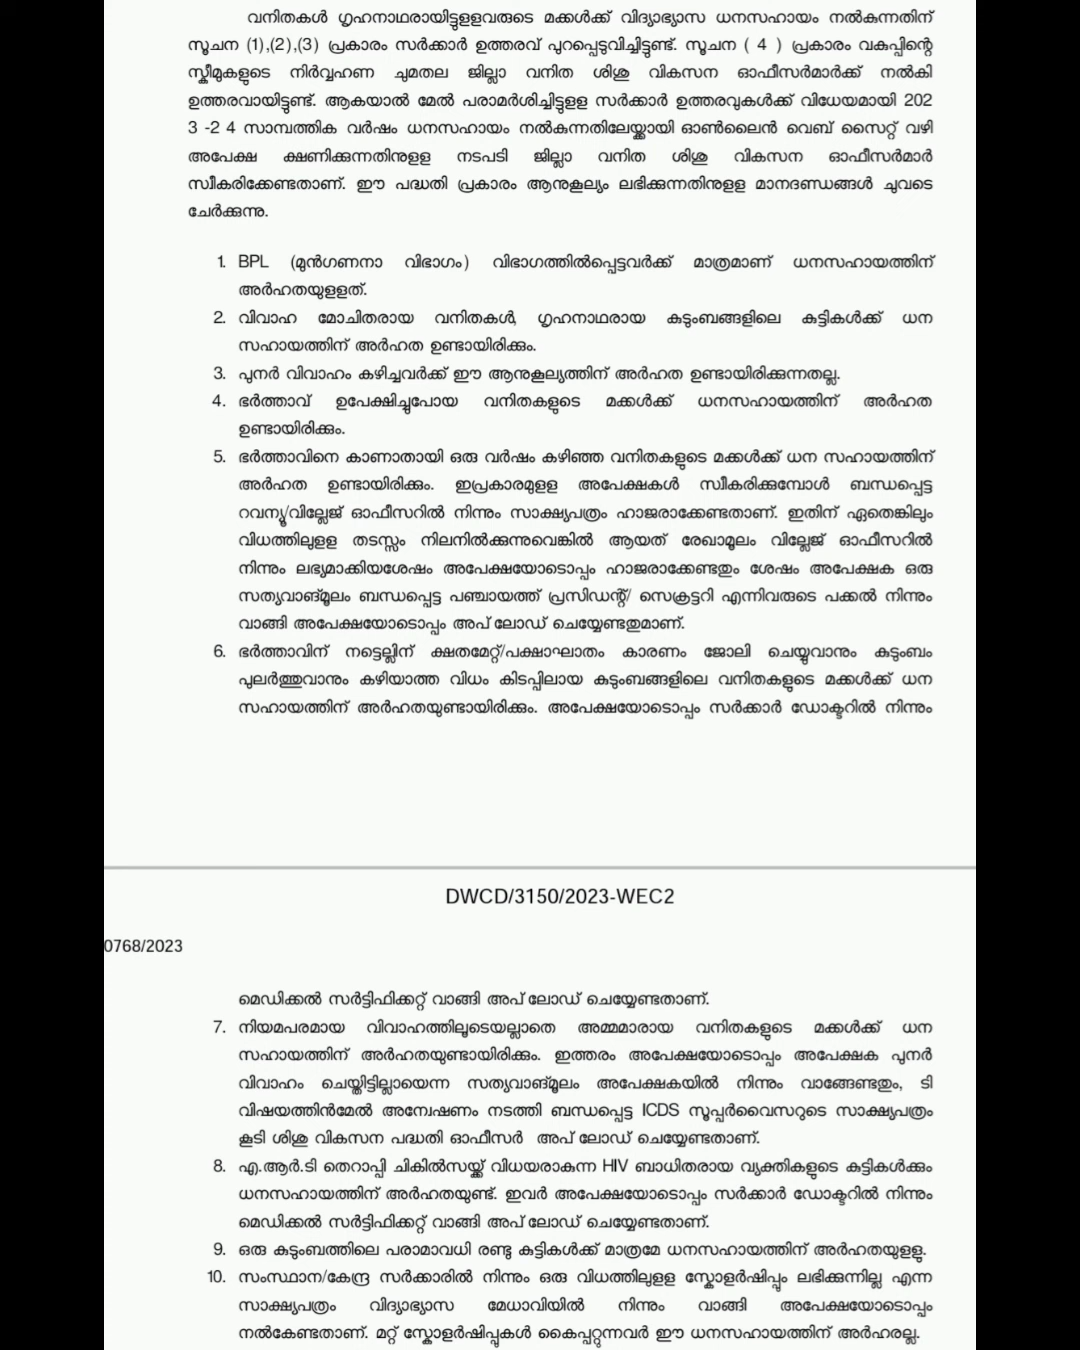 വനിതകൾ ഗൃഹനാഥരായിട്ടുളളവരുടെ മക്കൾക്ക് വിദ്യാഭ്യാസ ധനസഹായം നൽകുന്നതിന്
സൂചന (1),(2),(3) പ്രകാരം സർക്കാർ ഉത്തരവ് പുറപ്പെടുവിച്ചിട്ടുണ്ട്. സൂചന ( 4 ) പ്രകാരം വകുപ്പിന്റെ
സ്കീമുകളുടെ നിർവ്വഹണ ചുമതല ജില്ലാ വനിത ശിശു വികസന ഓഫീസർമാർക്ക് നൽകി
ഉത്തരവായിട്ടുണ്ട്. ആകയാൽ മേൽ പരാമർശിച്ചിട്ടുളള സർക്കാർ ഉത്തരവുകൾക്ക് വിധേയമായി 202
3 -2 4 സാമ്പത്തിക വർഷം ധനസഹായം നൽകുന്നതിലേയ്ക്കായി ഓൺലൈൻ വെബ് സൈറ്റ് വഴി
അപേക്ഷ ക്ഷണിക്കുന്നതിനുളള നടപടി ജില്ലാ വനിത ശിശു വികസന ഓഫീസർമാർ
സ്വീകരിക്കേണ്ടതാണ്. ഈ പദ്ധതി പ്രകാരം ആനുകൂല്യം ലഭിക്കുന്നതിനുളള മാനദണ്ഡങ്ങൾ ചുവടെ
ചേർക്കുന്നു.
1. BPL (മുൻഗണനാ വിഭാഗം) വിഭാഗത്തിൽപ്പെട്ടവർക്ക് മാത്രമാണ് ധനസഹായത്തിന്
അർഹതയുളളത്.
2. വിവാഹ മോചിതരായ വനിതകൾ, ഗൃഹനാഥരായ കുടുംബങ്ങളിലെ കുട്ടികൾക്ക് ധന
സഹായത്തിന് അർഹത ഉണ്ടായിരിക്കും.
3. പുനർ വിവാഹം കഴിച്ചവർക്ക് ഈ ആനുകൂല്യത്തിന് അർഹത ഉണ്ടായിരിക്കുന്നതല്ല.
4. ഭർത്താവ് ഉപേക്ഷിച്ചുപോയ വനിതകളുടെ മക്കൾക്ക് ധനസഹായത്തിന് അർഹത
ഉണ്ടായിരിക്കും.
5. ഭർത്താവിനെ കാണാതായി ഒരു വർഷം കഴിഞ്ഞ വനിതകളുടെ മക്കൾക്ക് ധന സഹായത്തിന്
അർഹത ഉണ്ടായിരിക്കും. ഇപ്രകാരമുളള അപേക്ഷകൾ സ്വീകരിക്കുമ്പോൾ ബന്ധപ്പെട്ട
റവന്യൂ/വില്ലേജ് ഓഫീസറിൽ നിന്നും സാക്ഷ്യപത്രം ഹാജരാക്കേണ്ടതാണ്. ഇതിന് ഏതെങ്കിലും
വിധത്തിലുളള തടസ്സം നിലനിൽക്കുന്നുവെങ്കിൽ ആയത് രേഖാമൂലം വില്ലേജ് ഓഫീസറിൽ
നിന്നും ലഭ്യമാക്കിയശേഷം അപേക്ഷയോടൊപ്പം ഹാജരാക്കേണ്ടതും ശേഷം അപേക്ഷക ഒരു
സത്യവാങ്മൂലം ബന്ധപ്പെട്ട പഞ്ചായത്ത് പ്രസിഡന്റ്/ സെക്രട്ടറി എന്നിവരുടെ പക്കൽ നിന്നും
വാങ്ങി അപേക്ഷയോടൊപ്പം അപ് ലോഡ് ചെയ്യേണ്ടതുമാണ്.
6. ഭർത്താവിന് നട്ടെല്ലിന് ക്ഷതമേറ്റ്/പക്ഷാഘാതം കാരണം ജോലി ചെയ്യുവാനും കുടുംബം
പുലർത്തുവാനും കഴിയാത്ത വിധം കിടപ്പിലായ കുടുംബങ്ങളിലെ വനിതകളുടെ മക്കൾക്ക് ധന
സഹായത്തിന് അർഹതയുണ്ടായിരിക്കും. അപേക്ഷയോടൊപ്പം സർക്കാർ ഡോക്ടറിൽ നിന്നും
DWCD/3150/2023-WEC2
0768/2023
മെഡിക്കൽ സർട്ടിഫിക്കറ്റ് വാങ്ങി അപ് ലോഡ് ചെയ്യേണ്ടതാണ്.
7. നിയമപരമായ വിവാഹത്തിലൂടെയല്ലാതെ അമ്മമാരായ വനിതകളുടെ മക്കൾക്ക് ധന
സഹായത്തിന് അർഹതയുണ്ടായിരിക്കും. ഇത്തരം അപേക്ഷയോടൊപ്പം അപേക്ഷക പുനർ
വിവാഹം ചെയ്തിട്ടില്ലായെന്ന സത്യവാങ്മൂലം അപേക്ഷകയിൽ നിന്നും വാങ്ങേണ്ടതും, ടി
വിഷയത്തിൻമേൽ അന്വേഷണം നടത്തി ബന്ധപ്പെട്ട ICDS സൂപ്പർവൈസറുടെ സാക്ഷ്യപത്രം
കൂടി ശിശു വികസന പദ്ധതി ഓഫീസർ അപ് ലോഡ് ചെയ്യേണ്ടതാണ്.
8. എ.ആർ.ടി തെറാപ്പി ചികിൽസയ്ക്ക് വിധയരാകുന്ന HIV ബാധിതരായ വ്യക്തികളുടെ കുട്ടികൾക്കും
ധനസഹായത്തിന് അർഹതയുണ്ട്. ഇവർ അപേക്ഷയോടൊപ്പം സർക്കാർ ഡോക്ടറിൽ നിന്നും
മെഡിക്കൽ സർട്ടിഫിക്കറ്റ് വാങ്ങി അപ് ലോഡ് ചെയ്യേണ്ടതാണ്.
9. ഒരു കുടുംബത്തിലെ പരാമാവധി രണ്ടു കുട്ടികൾക്ക് മാത്രമേ ധനസഹായത്തിന് അർഹതയുളളൂ.
10. സംസ്ഥാന/കേന്ദ്ര സർക്കാരിൽ നിന്നും ഒരു വിധത്തിലുളള സ്കോളർഷിപ്പും ലഭിക്കുന്നില്ല എന്ന
സാക്ഷ്യപത്രം വിദ്യാഭ്യാസ മേധാവിയിൽ നിന്നും വാങ്ങി അപേക്ഷയോടൊപ്പം
നൽകേണ്ടതാണ്. മറ്റ് സ്കോളർഷിപ്പുകൾ കൈപ്പറ്റുന്നവർ ഈ ധനസഹായത്തിന് അർഹരല്ല.